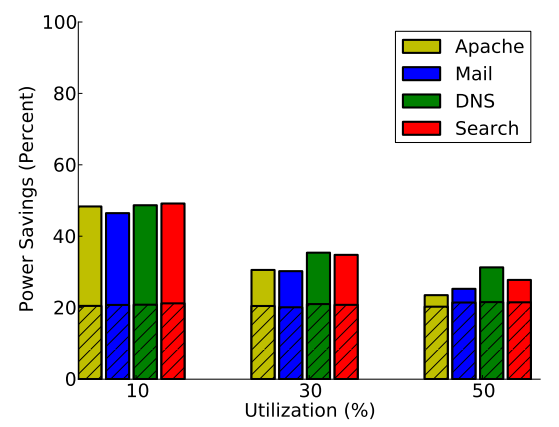 Power Savings (Percent)
100
80
60
40
20
0
Apache
Mail
DNS
Search
10 30 50
Utilization (%)